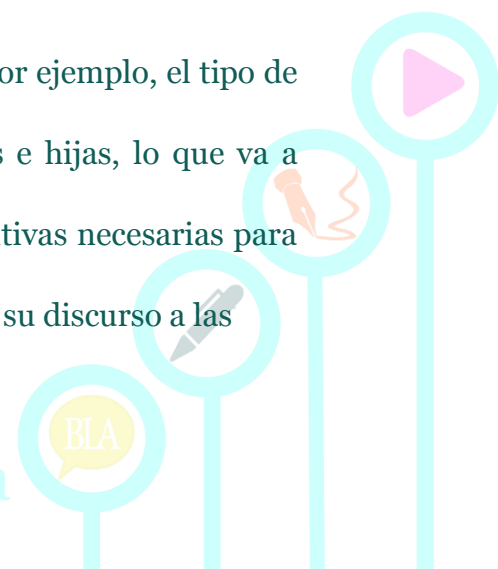 or ejemplo, el tipo de
s e hijas, lo que va a
tivas necesarias para
su discurso a las
BLA
a